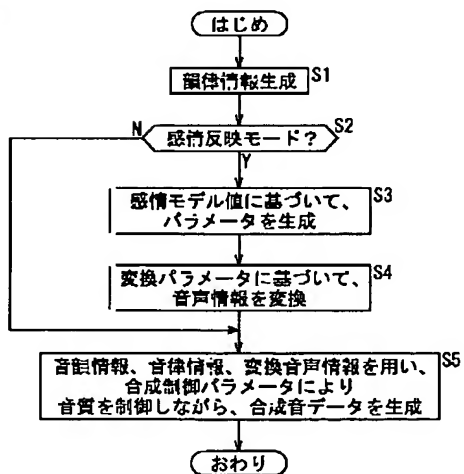 はじめ
韻律情報生成 S1
感情反映モード? S2
N
Y
感情モデル値に基づいて、 S3
パラメータを生成
変換パラメータに基づいて、 S4
音声情報を変換
音韻情報、音律情報、変換音声情報を用い、 S5
合成制御パラメータにより
音質を制御しながら、合成音データを生成
おわり